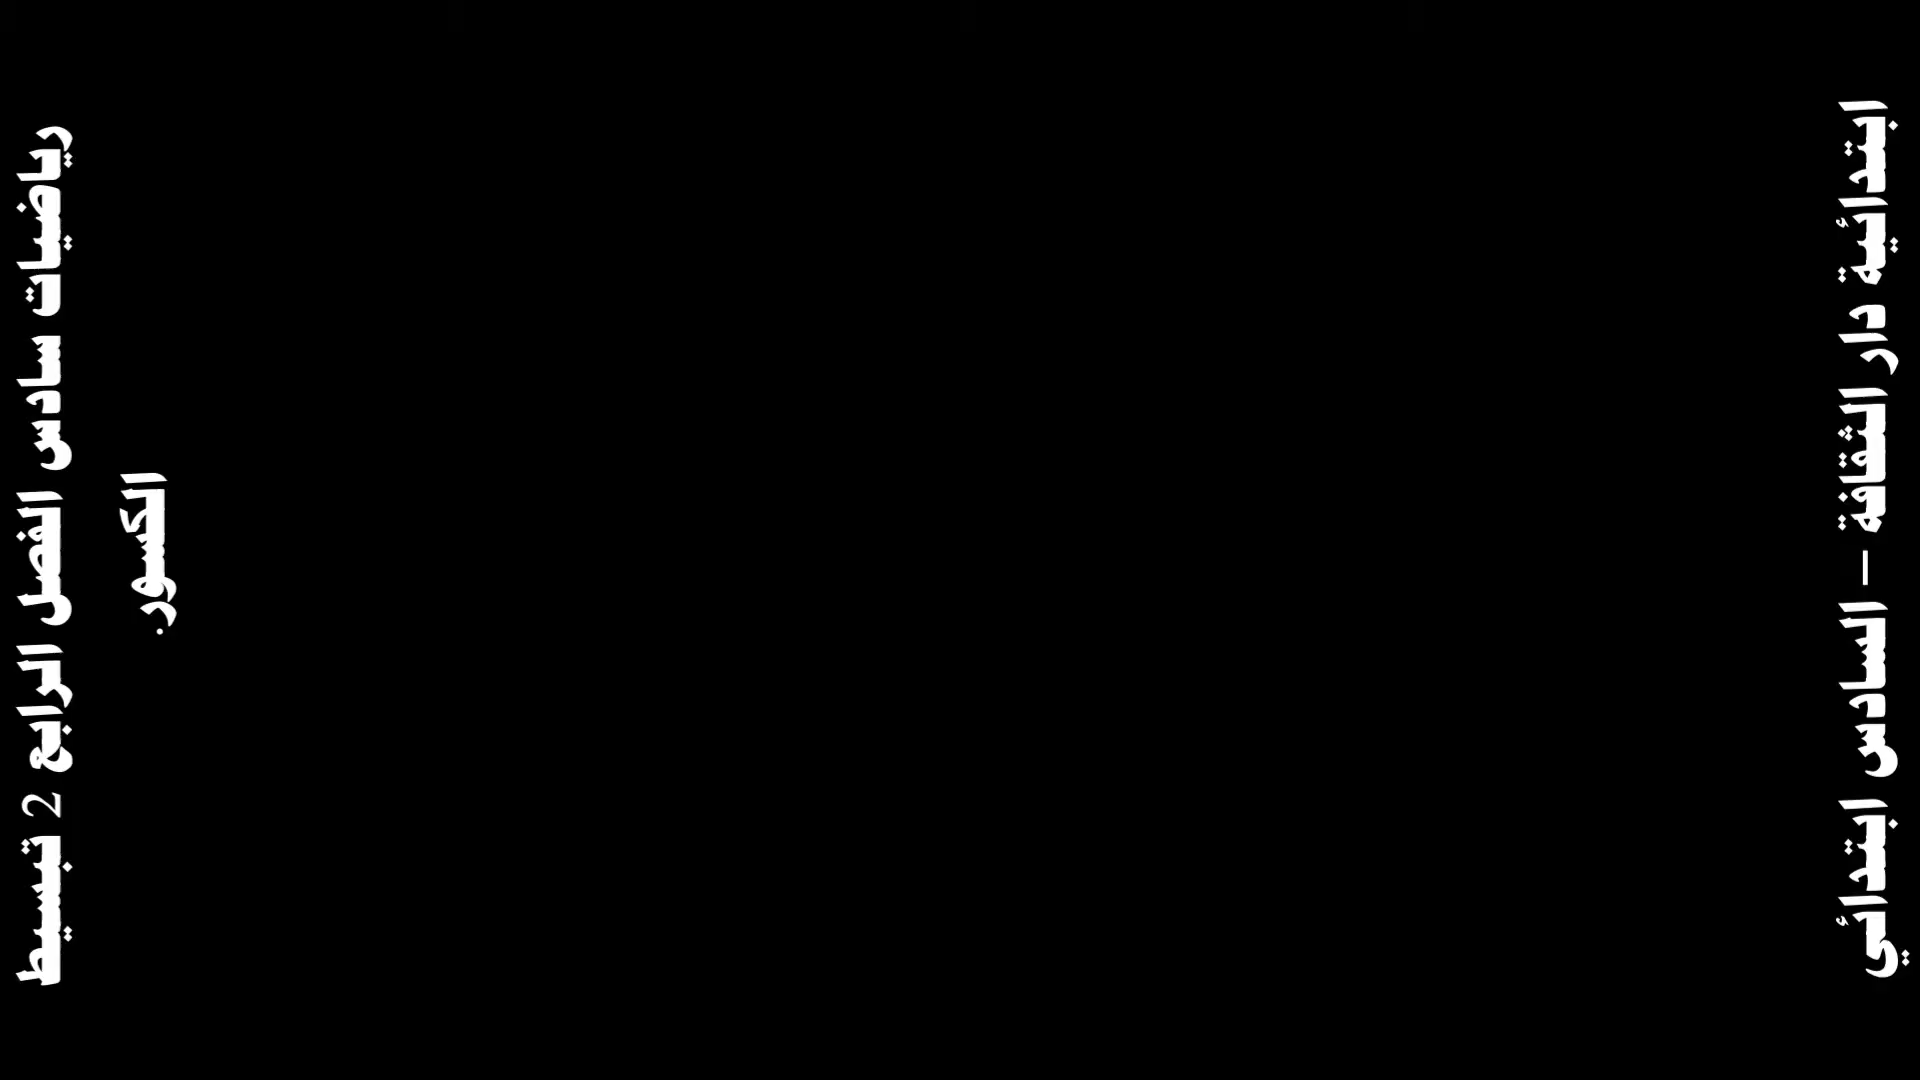 رياضيات سادس الفصل الرابع 2 تبسيط
الكسور.
ابتدائية دار الثقافة – السادس ابتدائي